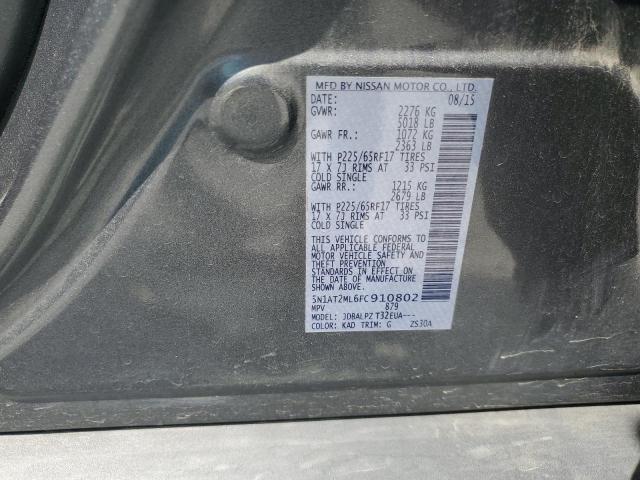 MFD BY NISSAN MOTOR CO., LTD.
DATE: 08/15
GVWR: 2276 KG
5018 LB
GAWR FR.: 1072 KG
2363 LB
WITH P225/65RF17 TIRES
17 X 7J RIMS AT 33 PSI
COLD SINGLE
GAWR RR.: 1215 KG
2679 LB
WITH P225/65RF17 TIRES
17 X 7J RIMS AT 33 PSI
COLD SINGLE
THIS VEHICLE CONFORMS TO
ALL APPLICABLE FEDERAL
MOTOR VEHICLE SAFETY AND
THEFT PREVENTION
STANDARDS IN EFFECT ON
THE DATE OF MANUFACTURE
SHOWN ABOVE
5N1AT2ML6FC910802
MPV 879
MODEL: JDBALPZ T32EUA---
COLOR: KAD TRIM: G ZS30A